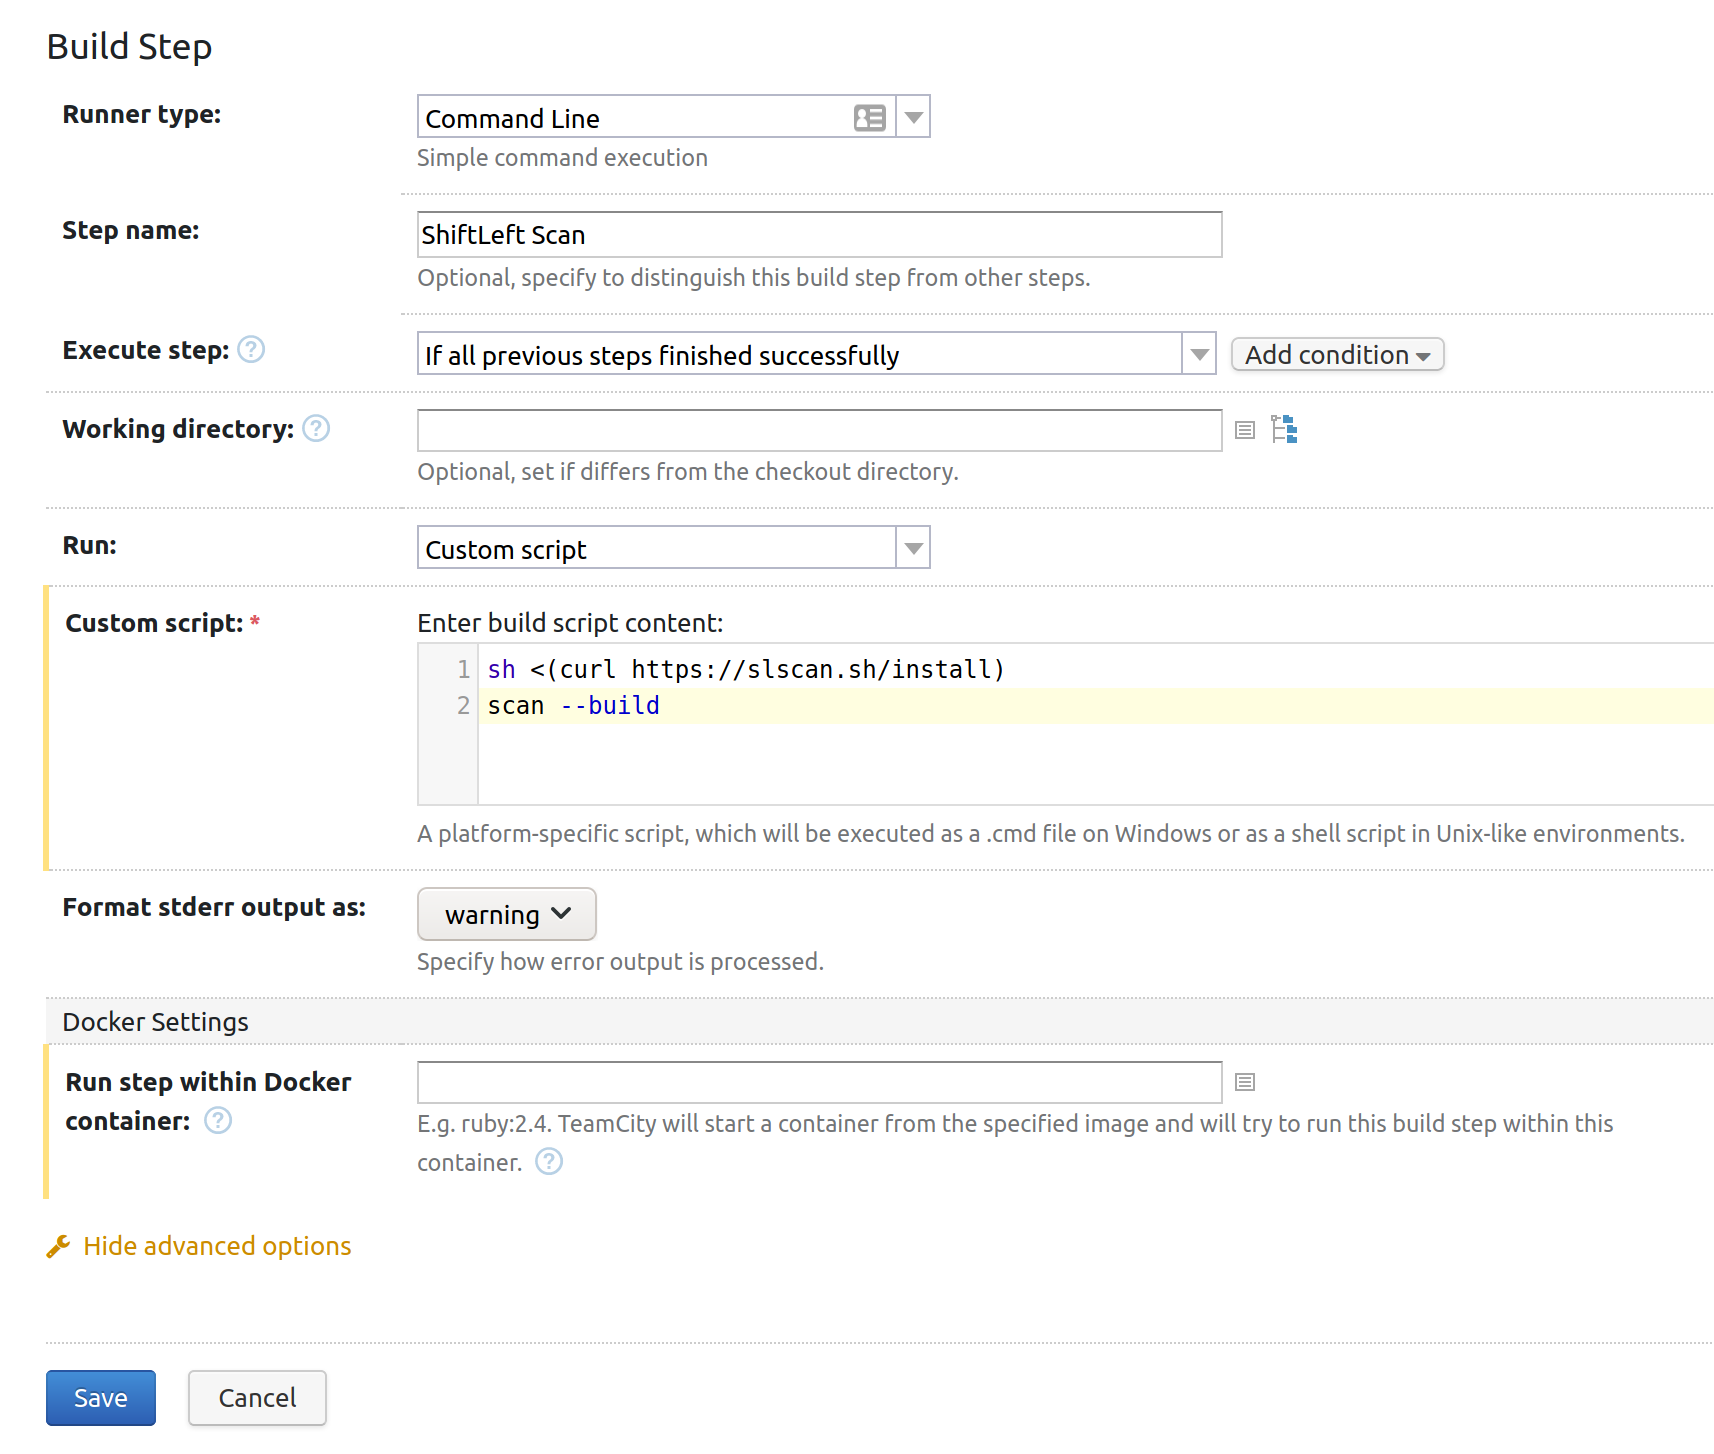 Build Step
Runner type:
Command Line
Simple command execution
Step name:
ShiftLeft Scan
Optional, specify to distinguish this build step from other steps.
Execute step: ?
If all previous steps finished successfully
Add condition
Working directory: ?
Optional, set if differs from the checkout directory.
Run:
Custom script
Custom script: *
Enter build script content:
1 sh <(curl https://slscan.sh/install)
2 scan --build
A platform-specific script, which will be executed as a .cmd file on Windows or as a shell script in Unix-like environments.
Format stderr output as:
warning
Specify how error output is processed.
Docker Settings
Run step within Docker
container: ?
E.g. ruby:2.4. TeamCity will start a container from the specified image and will try to run this build step within this
container. ?
Hide advanced options
Save
Cancel